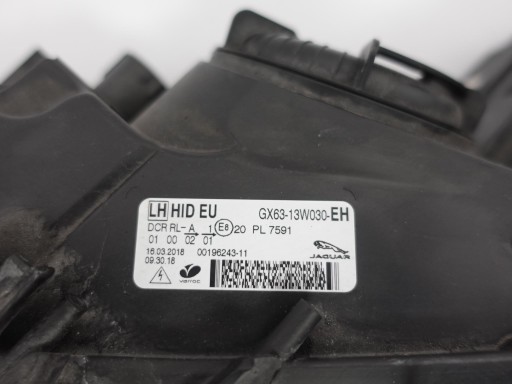 LH HID EU GX63-13W030-EH
DCR RL- A 1 E8 20 PL 7591
01 00 02 01
16.03.2018 00196243-11
09.30.18
varroc
JAGUAR